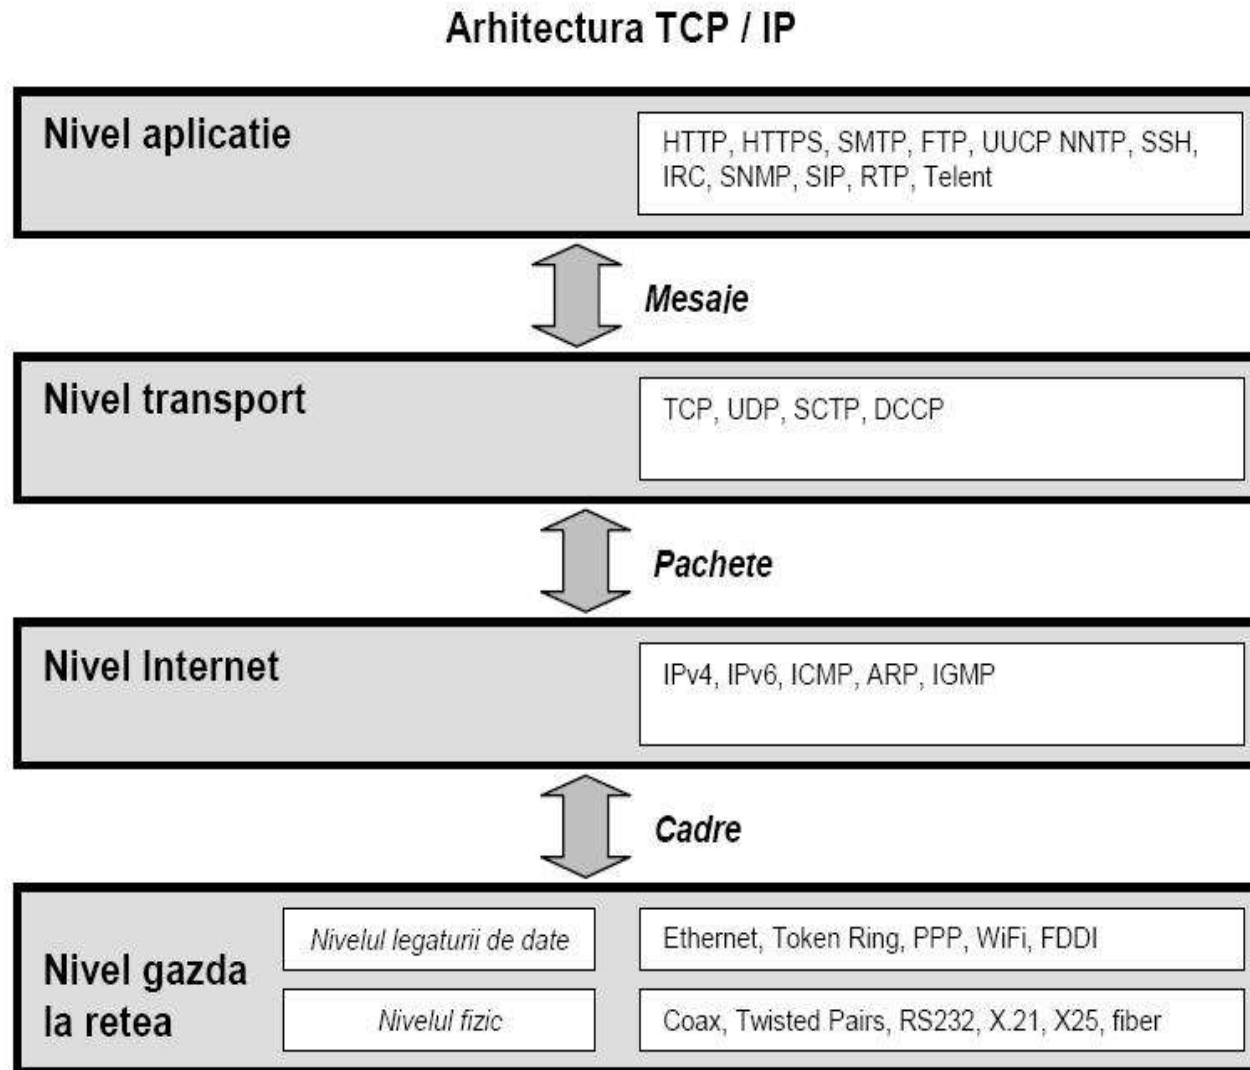 Arhitectura TCP / IP
Nivel aplicatie
HTTP, HTTPS, SMTP, FTP, UUCP NNTP, SSH,
IRC, SNMP, SIP, RTP, Telent
Mesaje
Nivel transport
TCP, UDP, SCTP, DCCP
Pachete
Nivel Internet
IPv4, IPv6, ICMP, ARP, IGMP
Cadre
Nivel gazda
la retea
Nivelul legaturii de date
Ethernet, Token Ring, PPP, WiFi, FDDI
Nivelul fizic
Coax, Twisted Pairs, RS232, X.21, X25, fiber